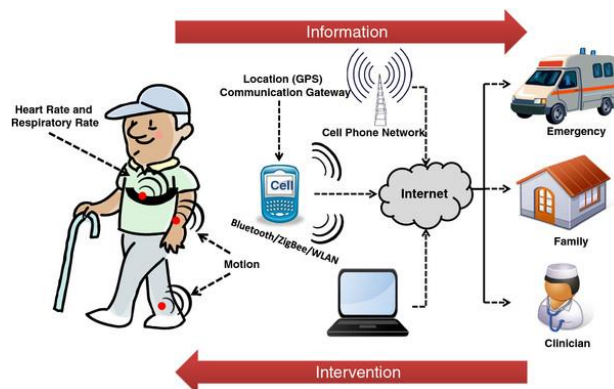 Information
Location (GPS)
Communication Gateway
Heart Rate and
Respiratory Rate
Cell Phone Network
Emergency
Cell
Internet
Bluetooth/ZigBee/WLAN
Family
Motion
Clinician
Intervention